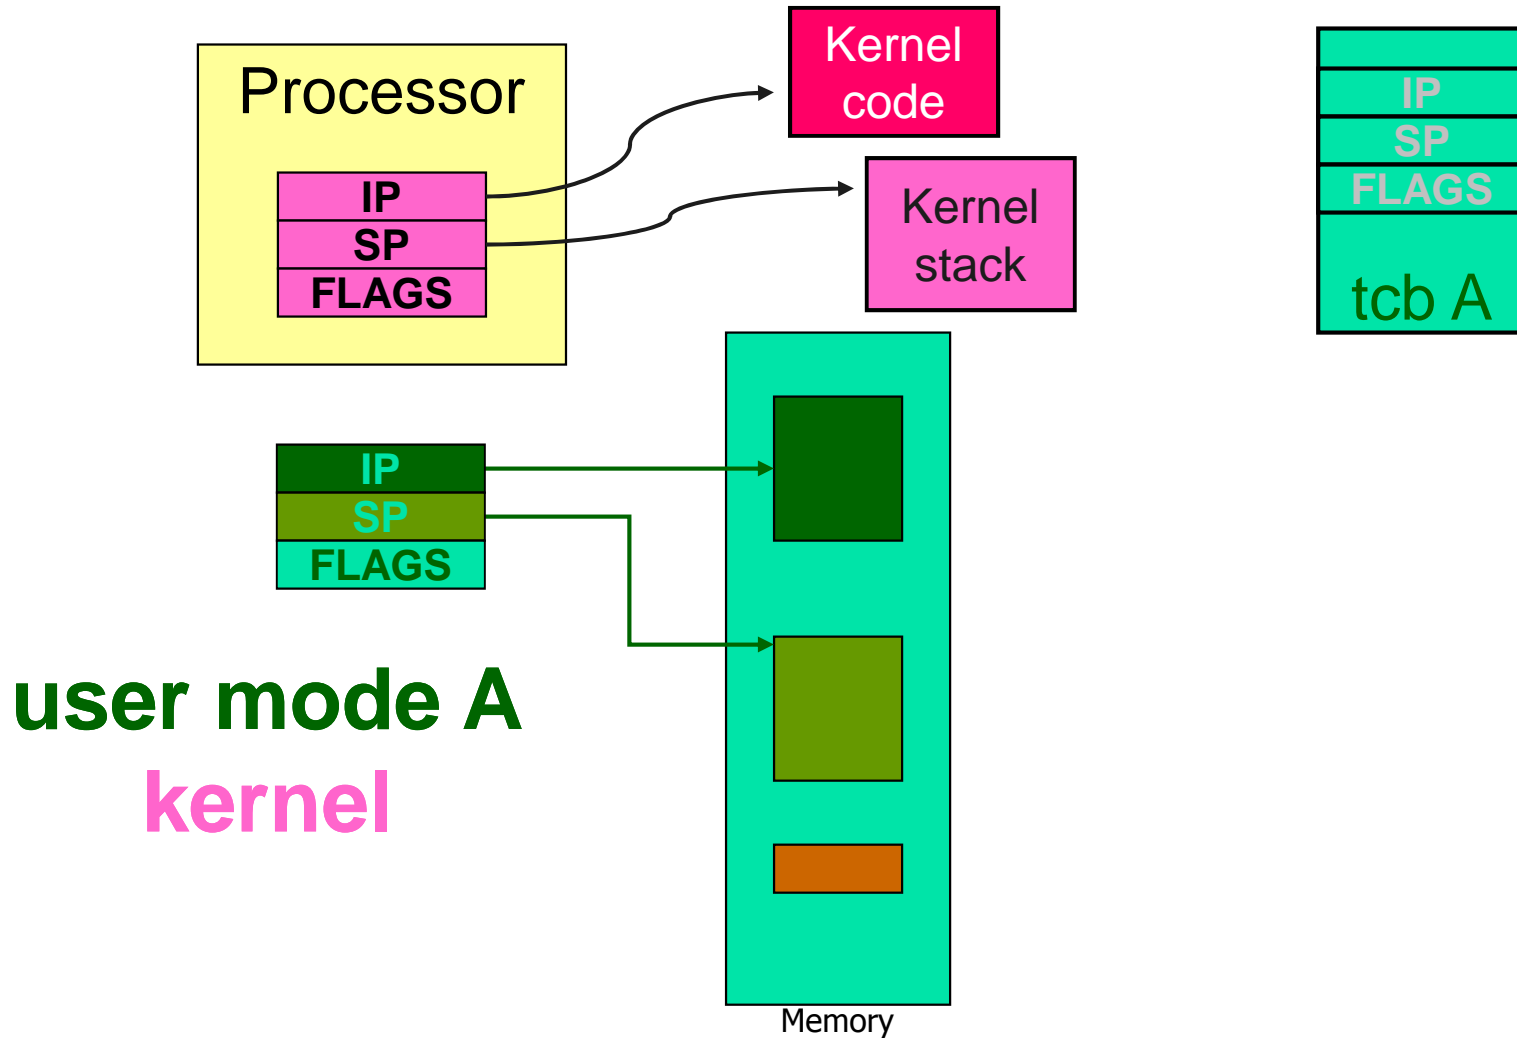 Processor
IP
SP
FLAGS
Kernel
code
Kernel
stack
IP
SP
FLAGS
tcb A
IP
SP
FLAGS
user mode A
kernel
Memory